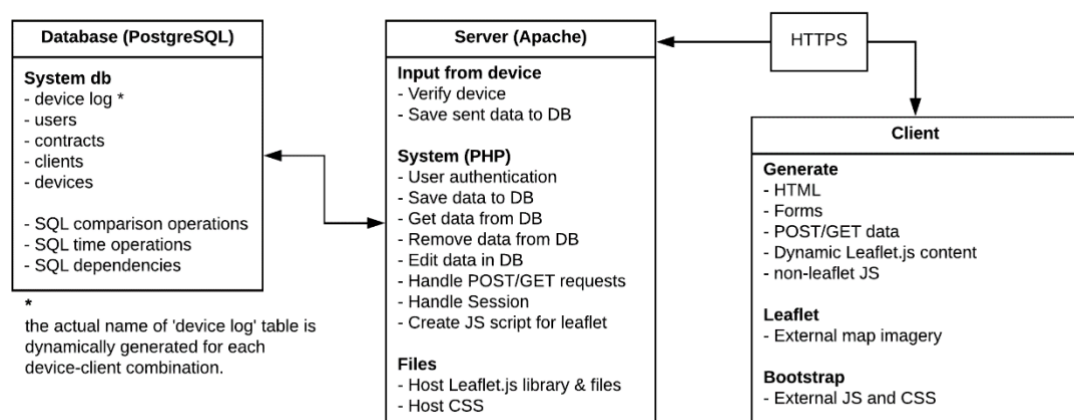 Database (PostgreSQL)
System db
- device log *
- users
- contracts
- clients
- devices
- SQL comparison operations
- SQL time operations
- SQL dependencies
*
the actual name of 'device log' table is
dynamically generated for each
device-client combination.
Server (Apache)
Input from device
- Verify device
- Save sent data to DB
System (PHP)
- User authentication
- Save data to DB
- Get data from DB
- Remove data from DB
- Edit data in DB
- Handle POST/GET requests
- Handle Session
- Create JS script for leaflet
Files
- Host Leaflet.js library & files
- Host CSS
HTTPS
Client
Generate
- HTML
- Forms
- POST/GET data
- Dynamic Leaflet.js content
- non-leaflet JS
Leaflet
- External map imagery
Bootstrap
- External JS and CSS